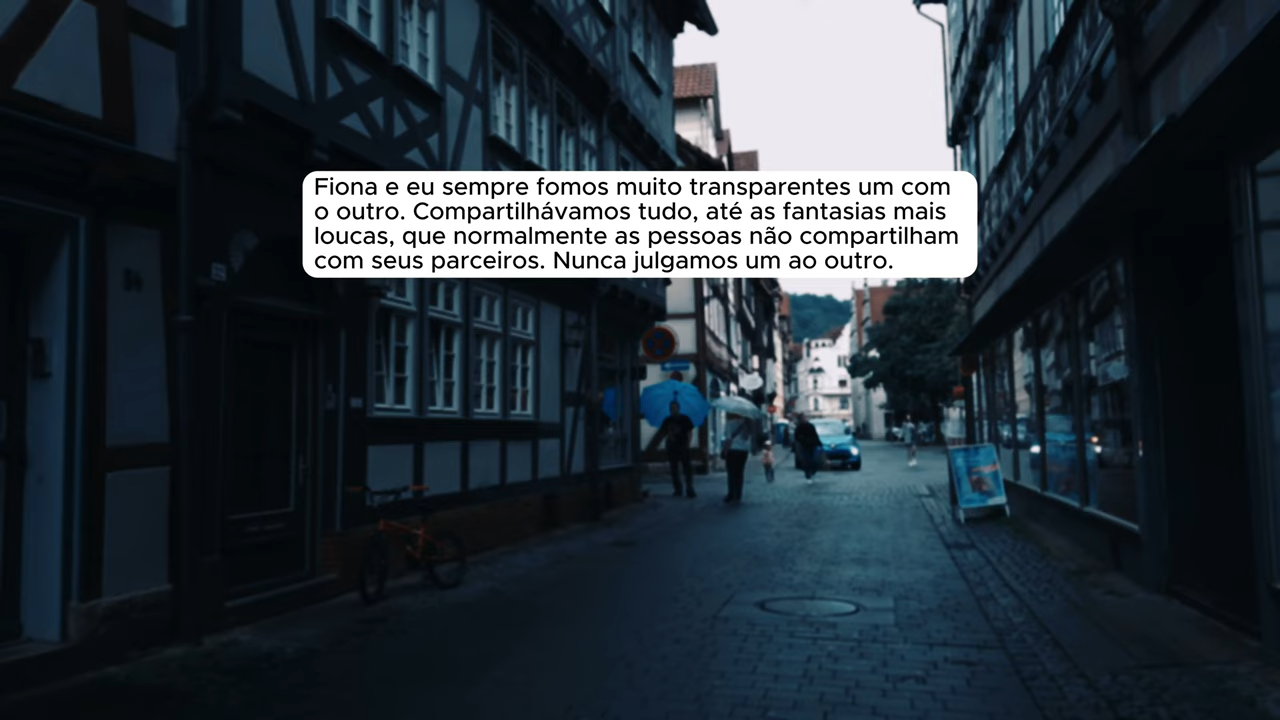 Fiona e eu sempre fomos muito transparentes um com
o outro. Compartilhávamos tudo, até as fantasias mais
loucas, que normalmente as pessoas não compartilham
com seus parceiros. Nunca julgamos um ao outro.